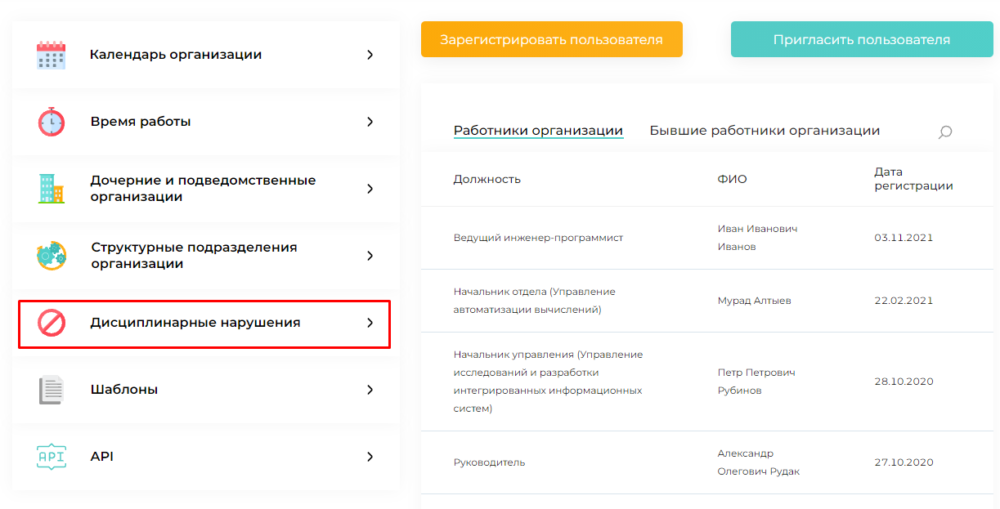 Календарь организации
Время работы
Дочерние и подведомственные
организации
Структурные подразделения
организации
Дисциплинарные нарушения
Шаблоны
API
API
Зарегистрировать пользователя
Пригласить пользователя
Работники организации
Бывшие работники организации
Должность
ФИО
Дата
регистрации
Ведущий инженер-программист
Иван Иванович
Иванов
03.11.2021
Начальник отдела (Управление
автоматизации вычислений)
Мурад Алтыев
22.02.2021
Начальник управления (Управление
исследований и разработки
интегрированных информационных
систем)
Петр Петрович
Рубинов
28.10.2020
Руководитель
Александр
Олегович Рудак
27.10.2020